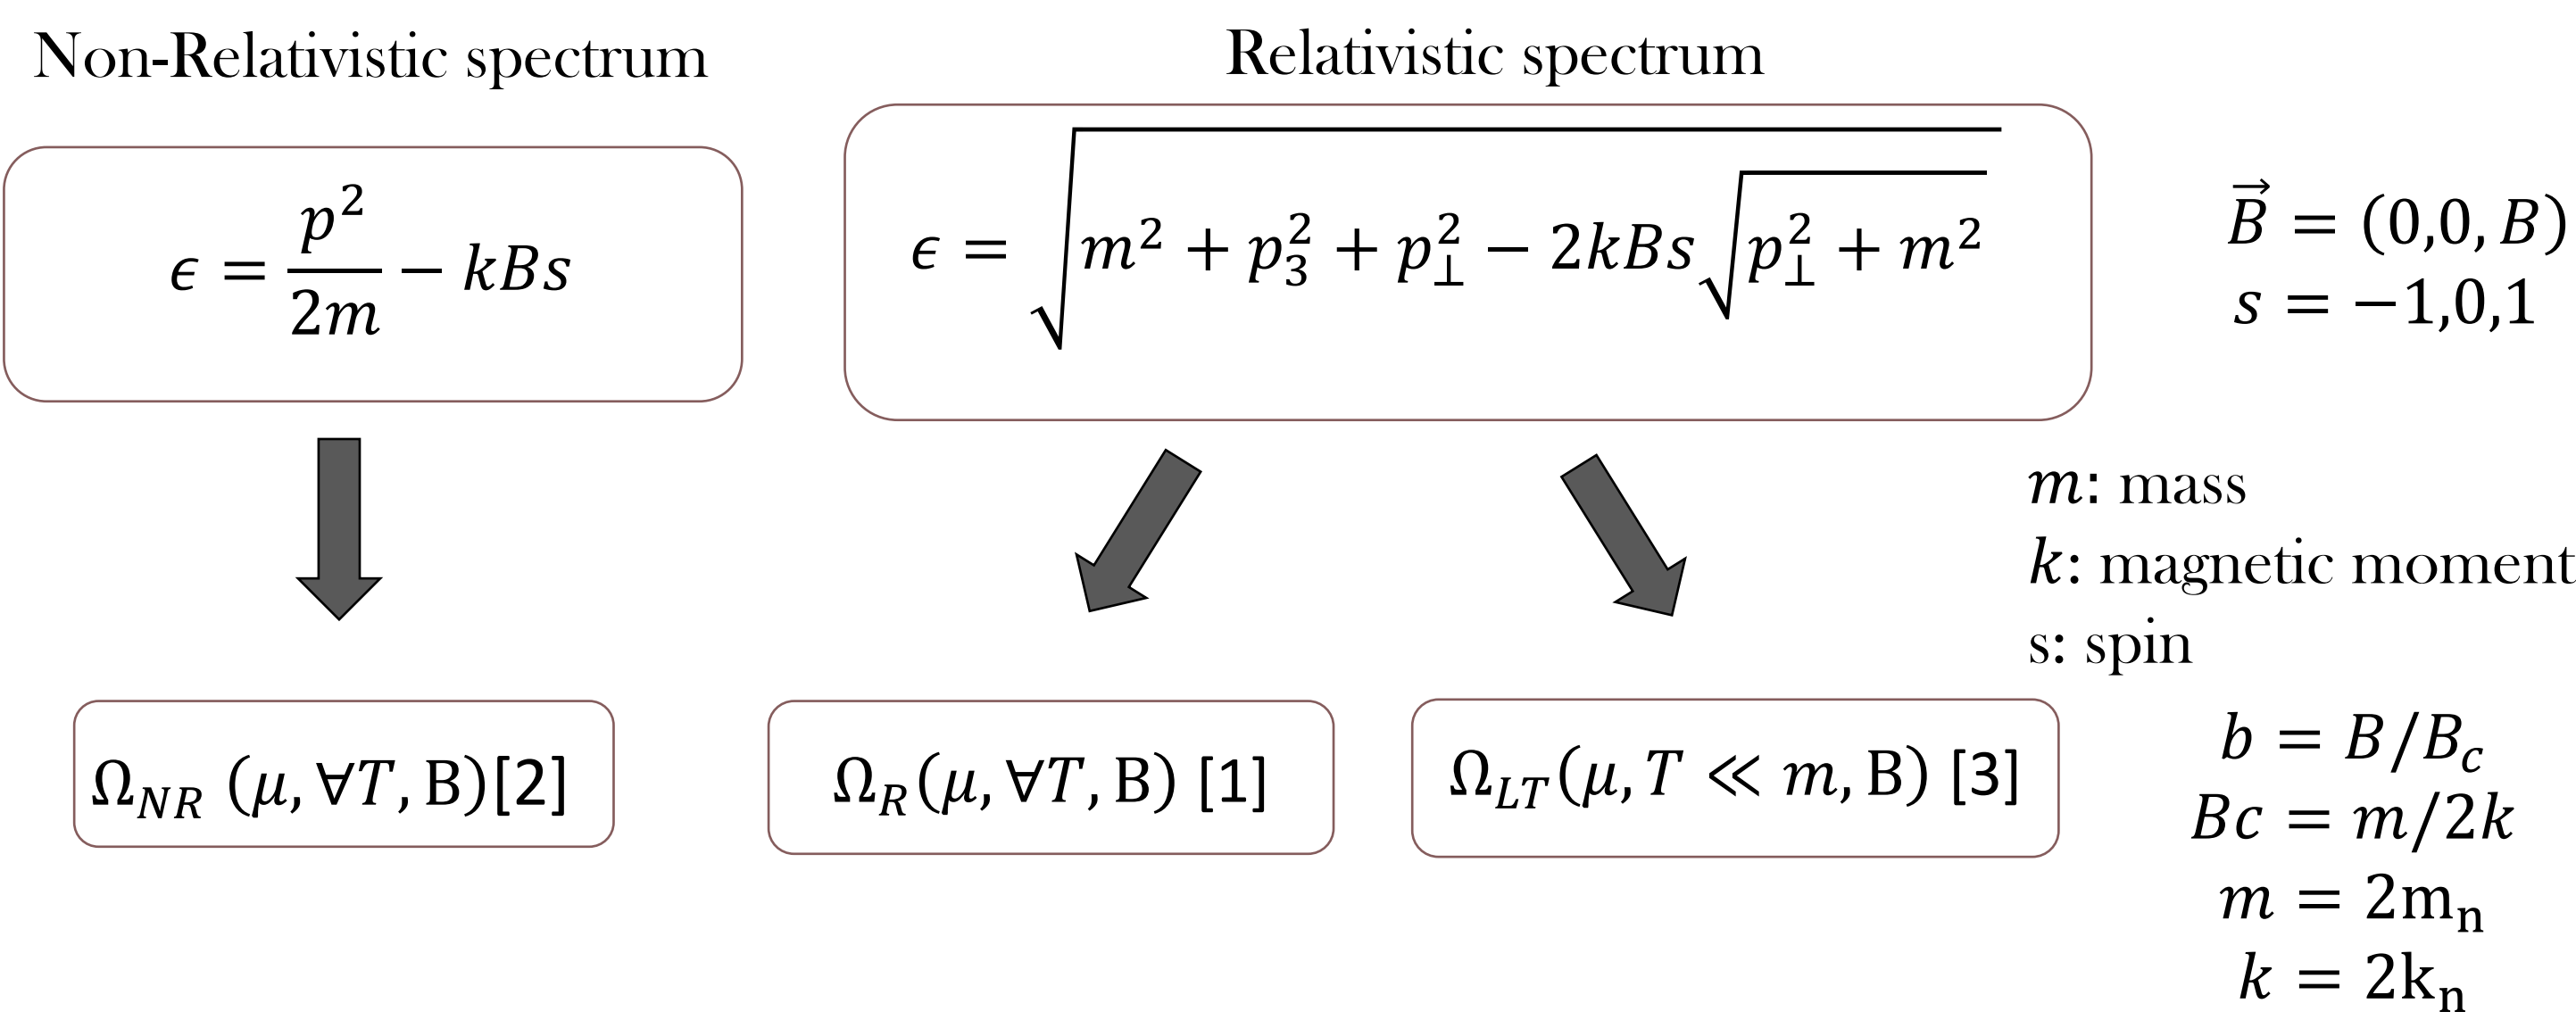 Non-Relativistic spectrum
ϵ = p²/2m − kBs
Relativistic spectrum
ϵ = √(m² + p₃² + p⊥² − 2kBs√(p⊥² + m²))
B⃗ = (0,0, B)
s = −1,0,1
m: mass
k: magnetic moment
s: spin
Ω_NR (μ, ∀T, B)[2]
Ω_R(μ, ∀T, B) [1]
Ω_LT(μ, T ≪ m, B) [3]
b = B/B_c
Bc = m/2k
m = 2m_n
k = 2k_n